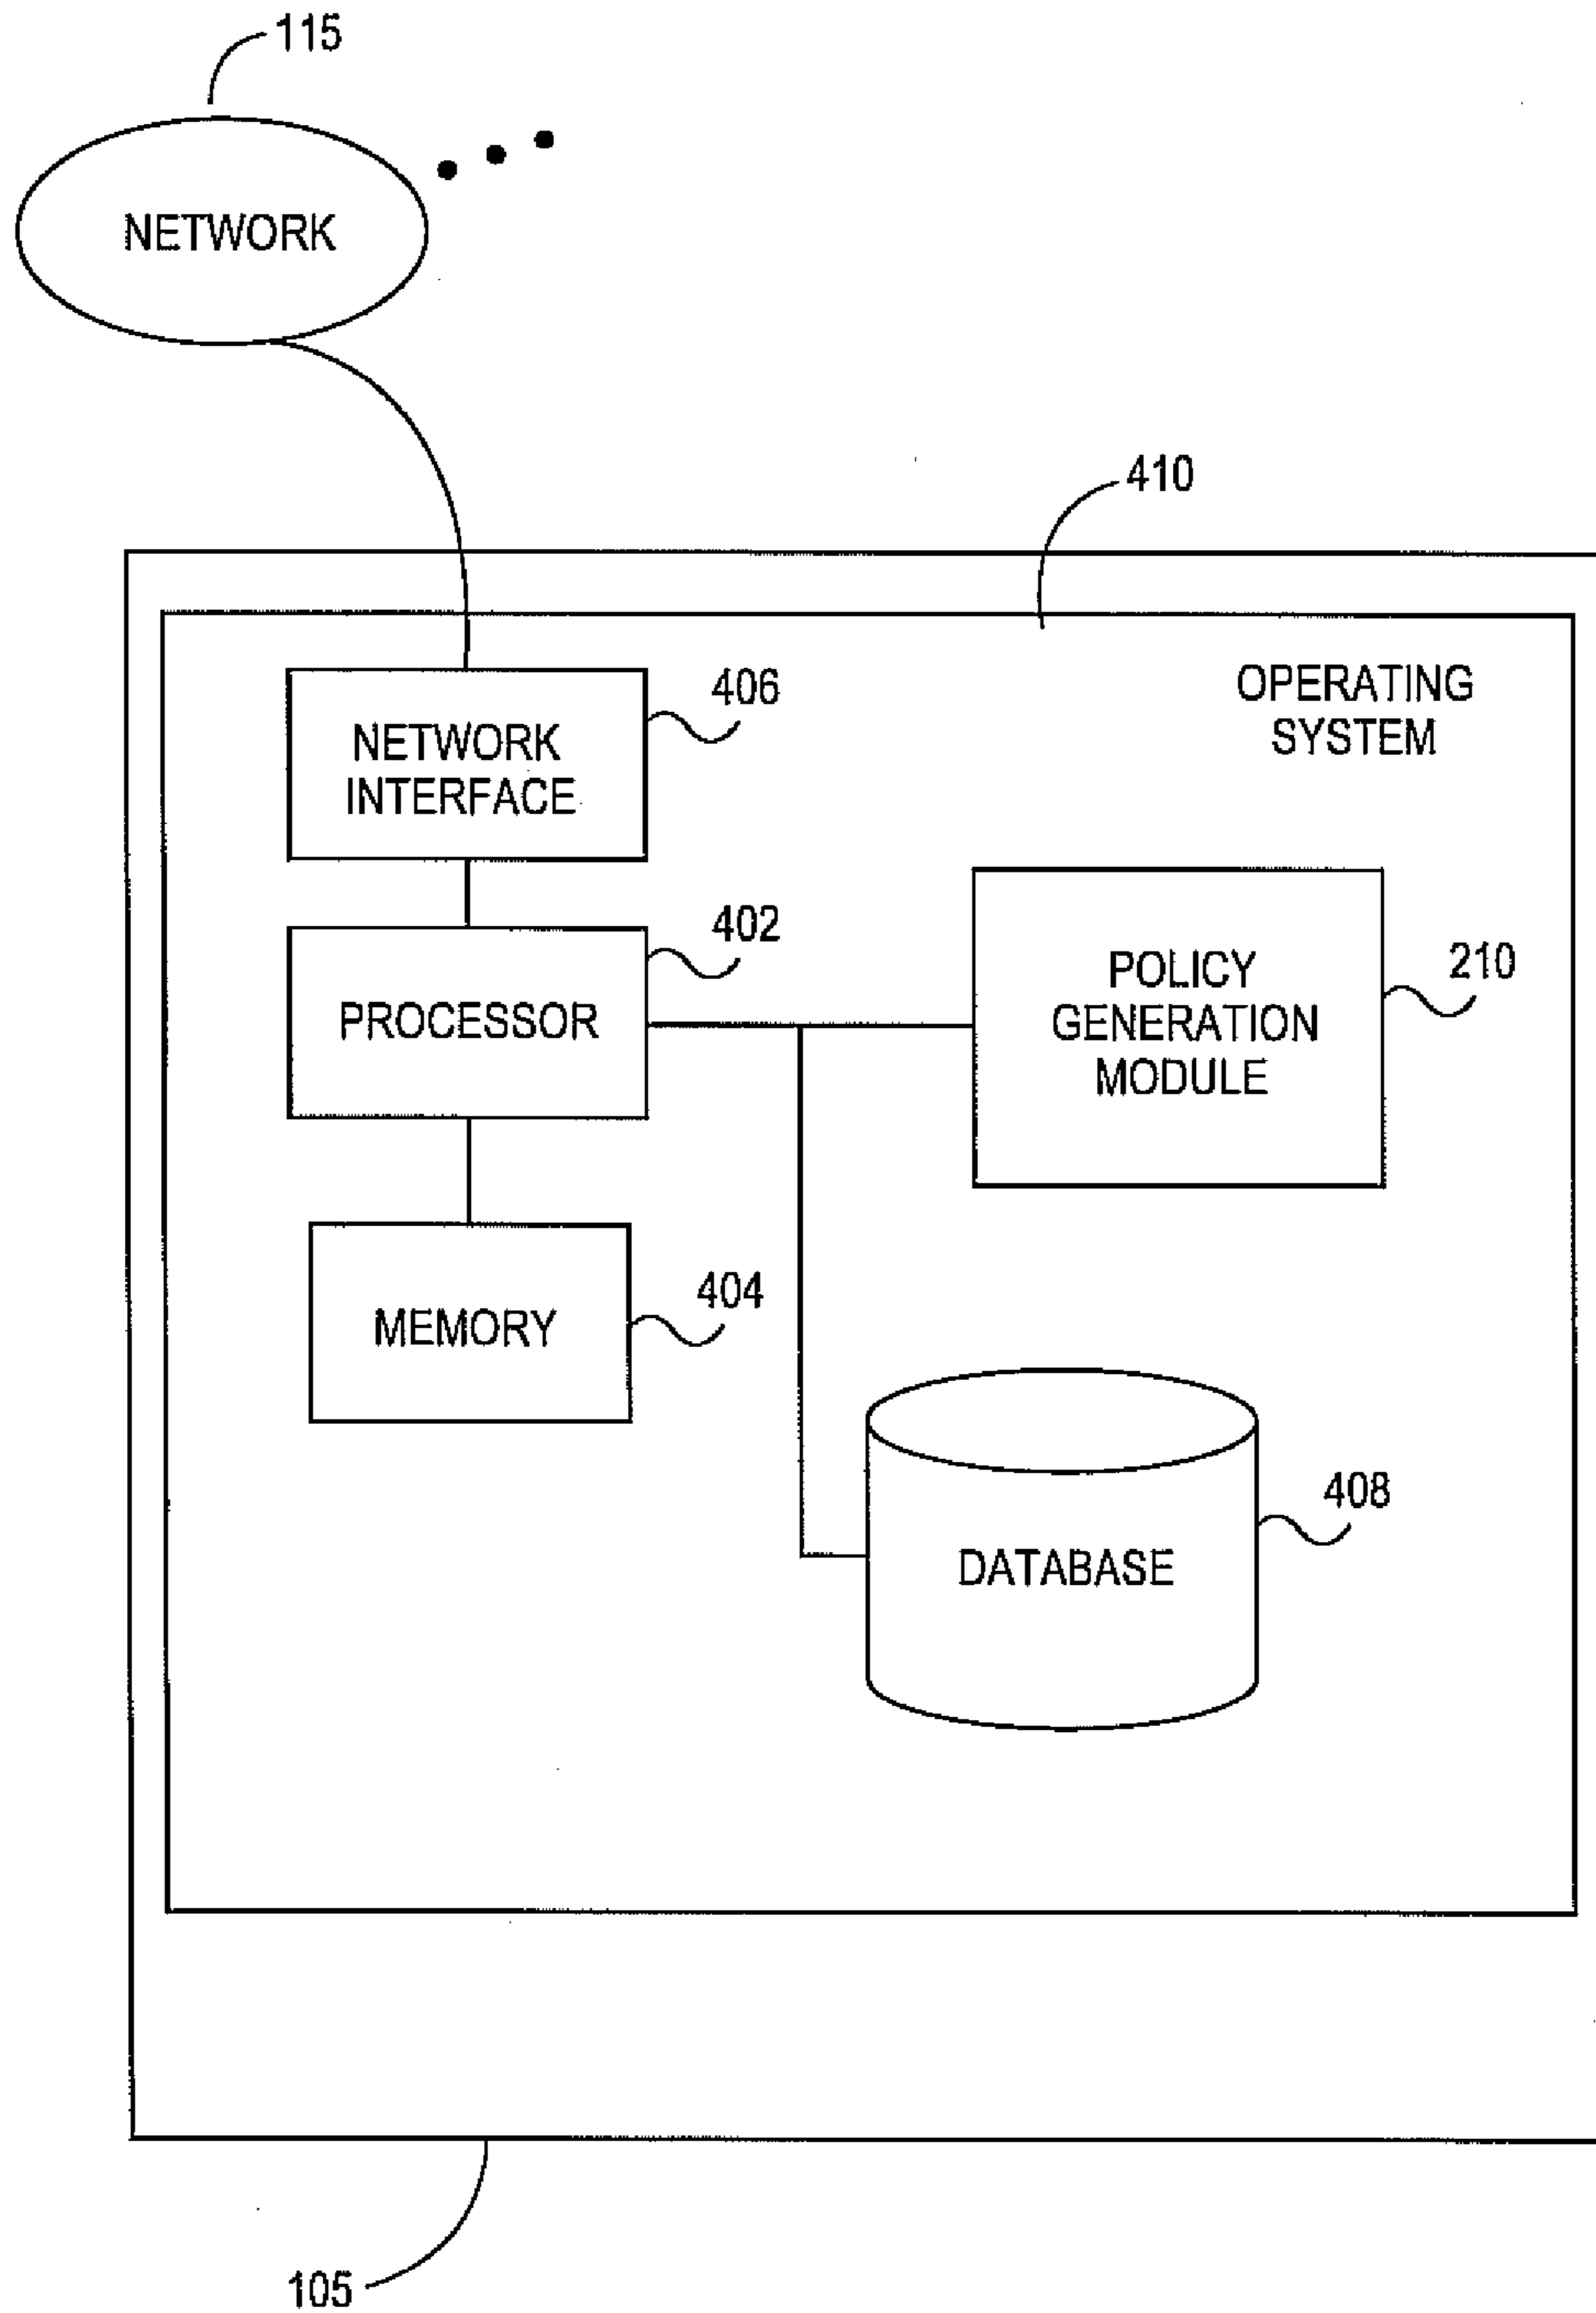 115
NETWORK
410
OPERATING
SYSTEM
406
NETWORK
INTERFACE
402
PROCESSOR
POLICY
GENERATION
MODULE
210
404
MEMORY
408
DATABASE
105